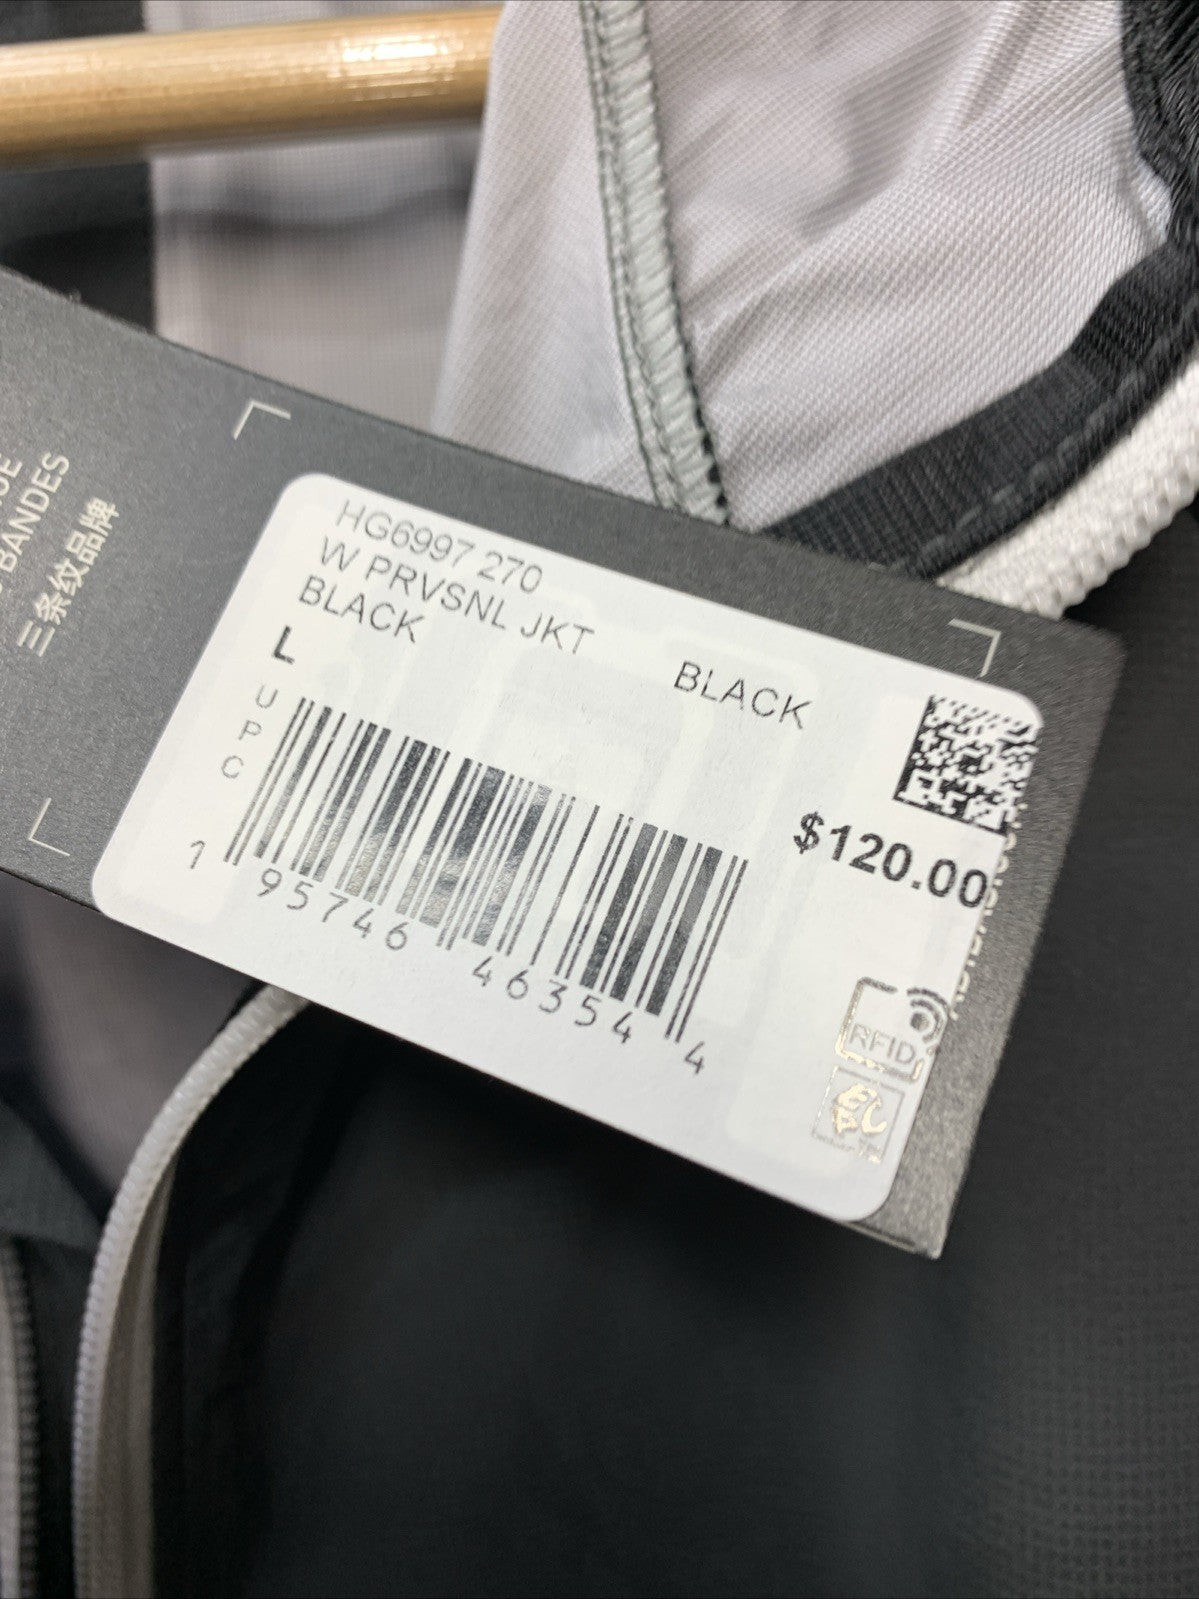 BANDES
三条纹品牌
HG6997 270
W PRVSNL JKT
BLACK
BLACK
L
UPC
$120.00
1 95746 46354 4
RFID